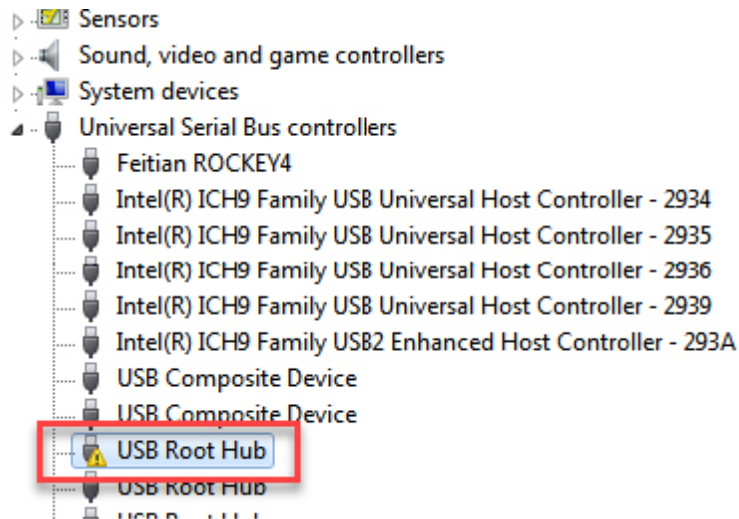 Sensors
Sound, video and game controllers
System devices
Universal Serial Bus controllers
Feitian ROCKEY4
Intel(R) ICH9 Family USB Universal Host Controller - 2934
Intel(R) ICH9 Family USB Universal Host Controller - 2935
Intel(R) ICH9 Family USB Universal Host Controller - 2936
Intel(R) ICH9 Family USB Universal Host Controller - 2939
Intel(R) ICH9 Family USB2 Enhanced Host Controller - 293A
USB Composite Device
USB Composite Device
USB Root Hub
USB Root Hub